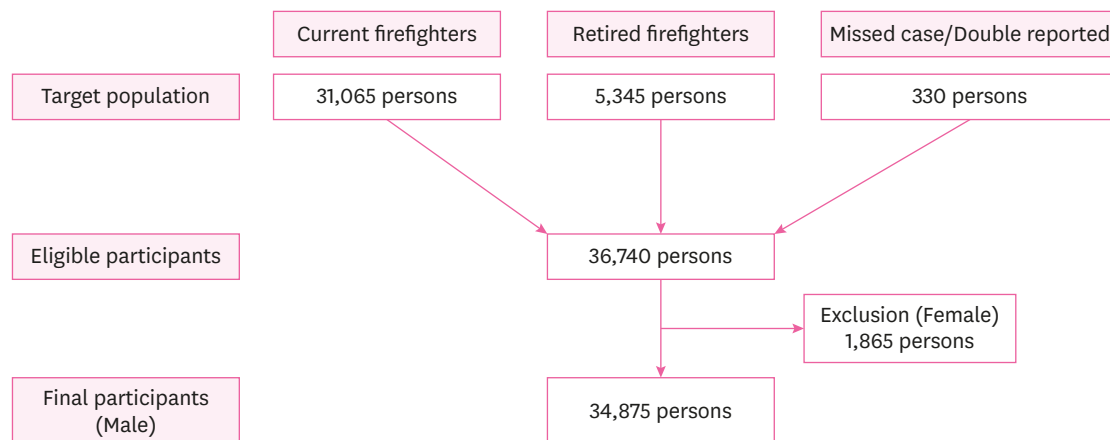 Current firefighters
Retired firefighters
Missed case/Double reported
Target population
31,065 persons
5,345 persons
330 persons
Eligible participants
36,740 persons
Exclusion (Female)
1,865 persons
Final participants
(Male)
34,875 persons